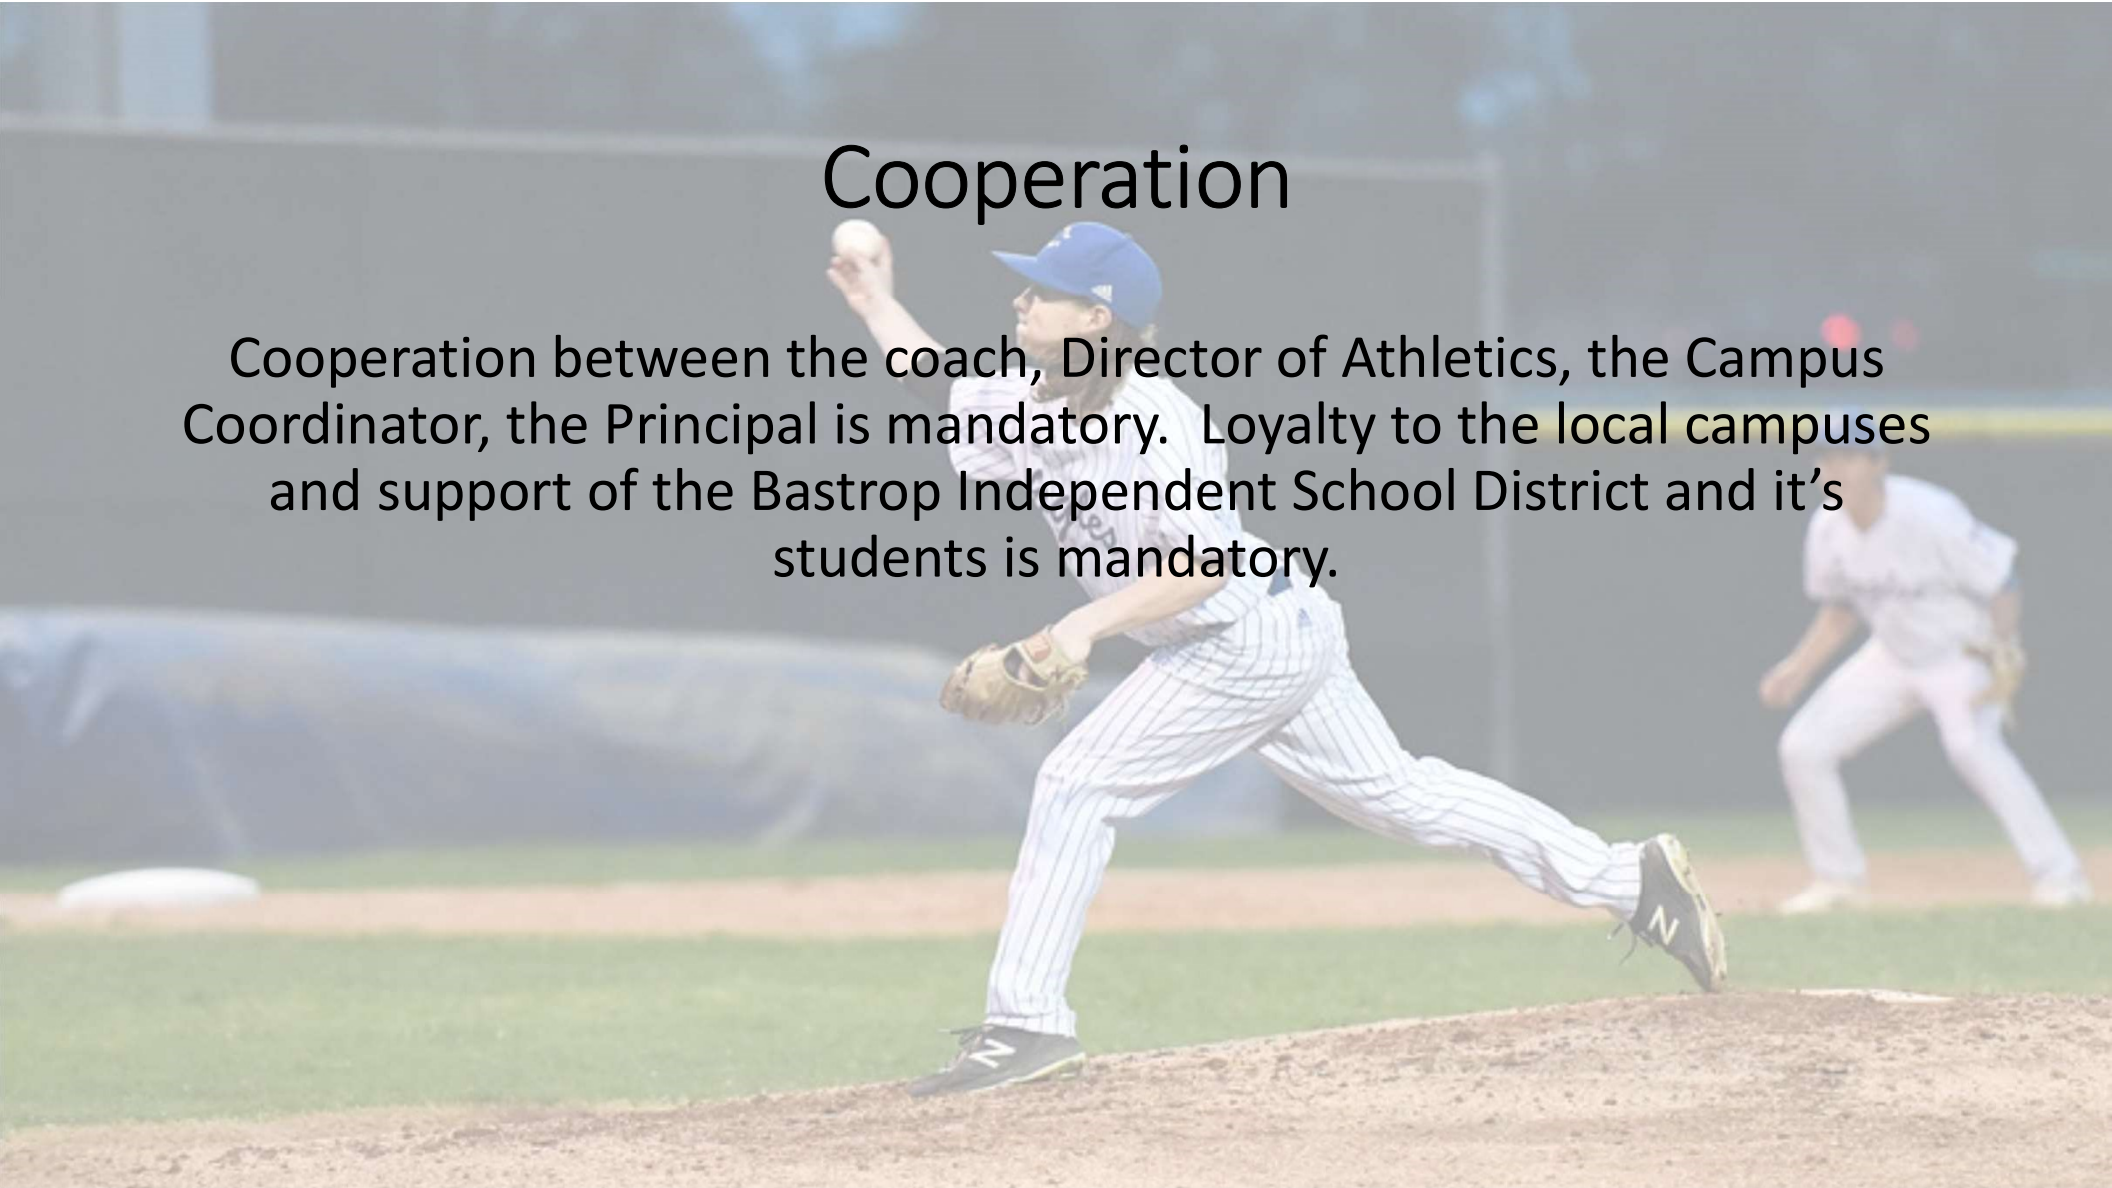 Cooperation
Cooperation between the coach, Director of Athletics, the Campus
Coordinator, the Principal is mandatory.  Loyalty to the local campuses
and support of the Bastrop Independent School District and it’s
students is mandatory.